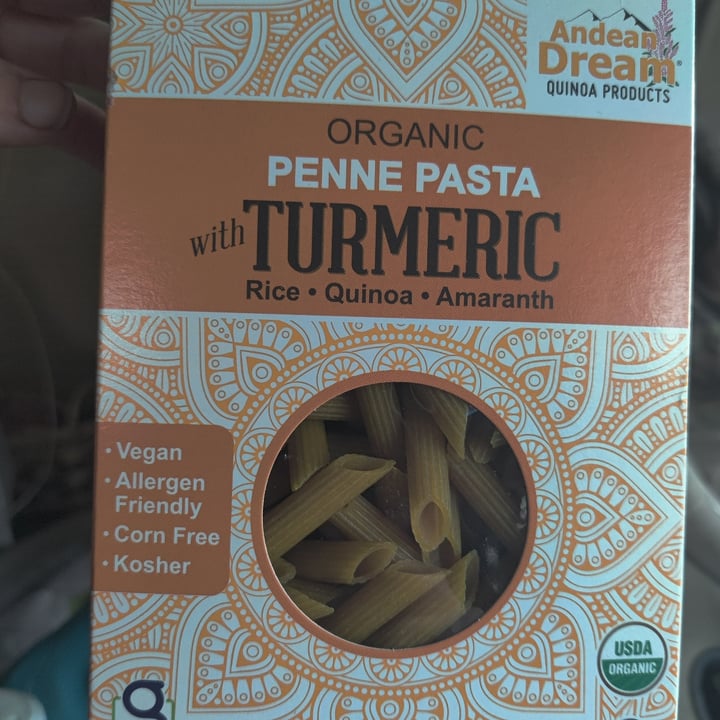 Andean
Dream®
QUINOA PRODUCTS
ORGANIC
PENNE PASTA
with TURMERIC
Rice • Quinoa • Amaranth
• Vegan
• Allergen
Friendly
• Corn Free
• Kosher
USDA
ORGANIC